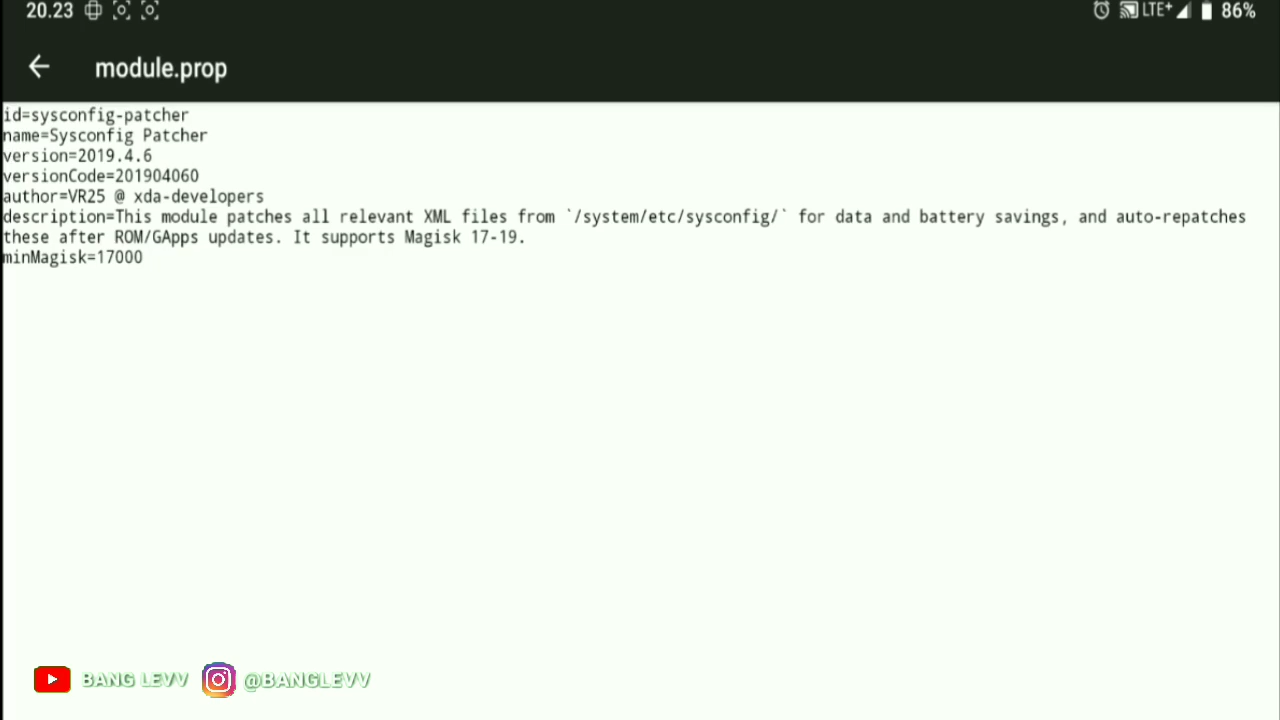 20.23 LTE+ 86%
module.prop
id=sysconfig-patcher
name=Sysconfig Patcher
version=2019.4.6
versionCode=201904060
author=VR25 @ xda-developers
description=This module patches all relevant XML files from `/system/etc/sysconfig/` for data and battery savings, and auto-repatches
these after ROM/GApps updates. It supports Magisk 17-19.
minMagisk=17000
BANG LEVV @BANGLEVV